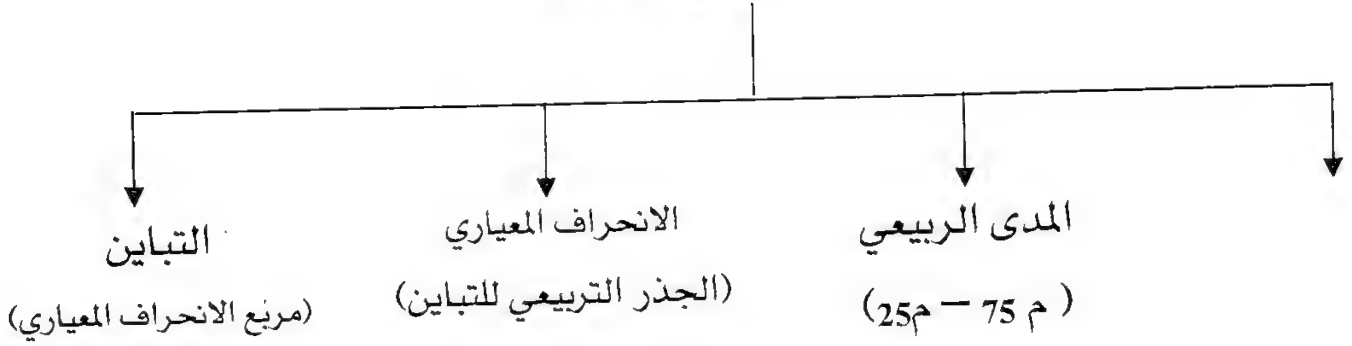 المدى الربيعي
(م 75 – م25)
الانحراف المعياري
(الجذر التربيعي للتباين)
التباين
(مربع الانحراف المعياري)